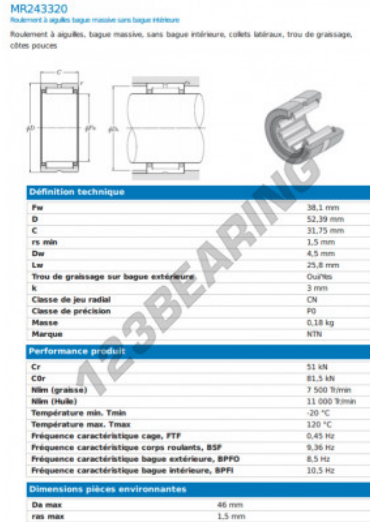 MR243320
Roulement à aiguilles bague massive sans bague intérieure
Roulement à aiguilles, bague massive, sans bague intérieure, collets latéraux, trou de graissage,
côtes pouces
C
r
øD
øFw
øDa
Définition technique
Fw 38,1 mm
D 52,39 mm
C 31,75 mm
rs min 1,5 mm
Dw 4,5 mm
Lw 25,8 mm
Trou de graissage sur bague extérieure Oui/Yes
k 3 mm
Classe de jeu radial CN
Classe de précision P0
Masse 0,18 kg
Marque NTN
Performance produit
Cr 51 kN
C0r 81,5 kN
Nlim (graisse) 7 500 Tr/min
Nlim (Huile) 11 000 Tr/min
Température min. Tmin -20 °C
Température max. Tmax 120 °C
Fréquence caractéristique cage, FTF 0,45 Hz
Fréquence caractéristique corps roulants, BSF 9,36 Hz
Fréquence caractéristique bague extérieure, BPFO 8,5 Hz
Fréquence caractéristique bague intérieure, BPFI 10,5 Hz
Dimensions pièces environnantes
Da max 46 mm
ras max 1,5 mm
123BEARING